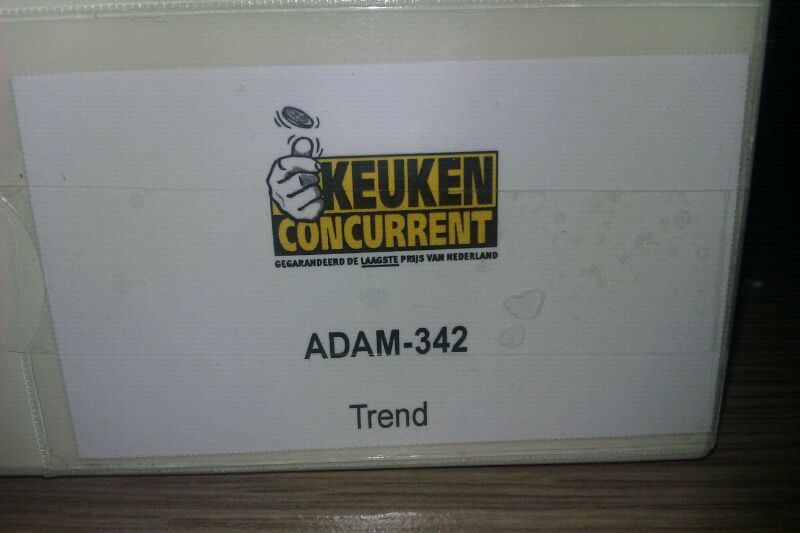 KEUKEN
CONCURRENT
GEGARANDEERD DE LAAGSTE PRIJS VAN NEDERLAND
ADAM-342
Trend